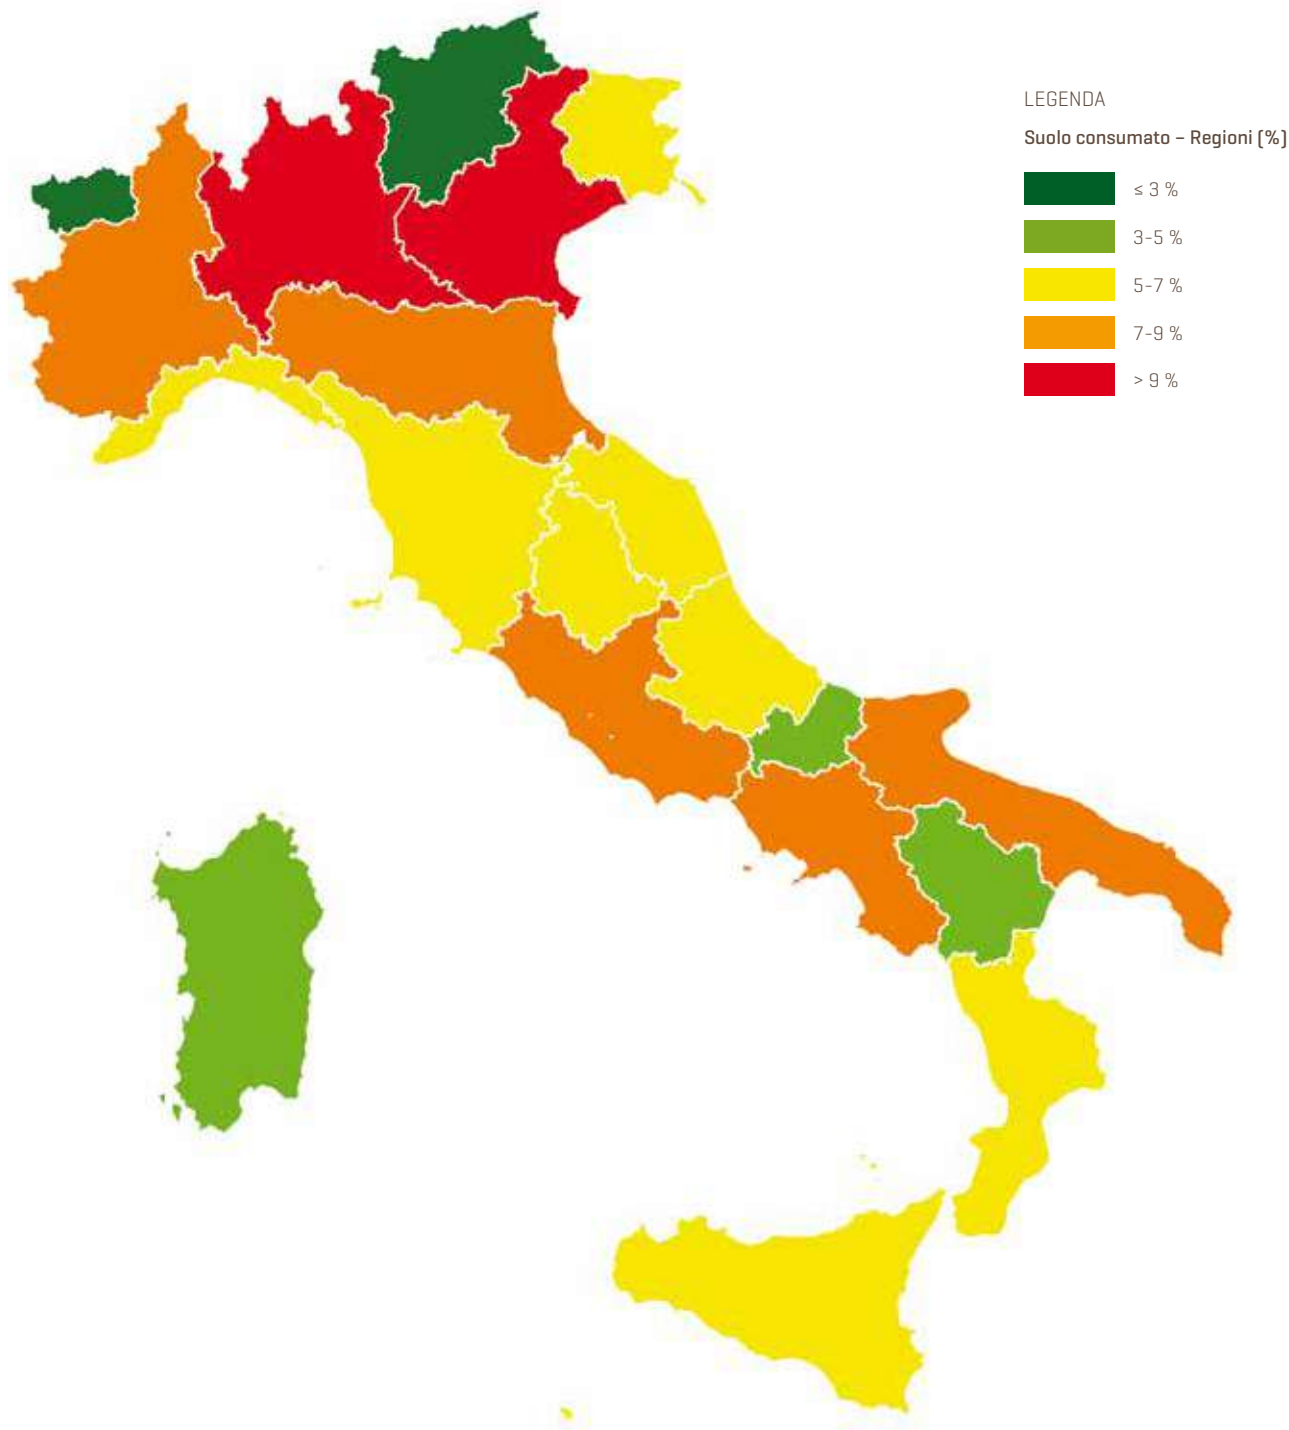 LEGENDA
Suolo consumato – Regioni (%)
≤ 3 %
3-5 %
5-7 %
7-9 %
> 9 %